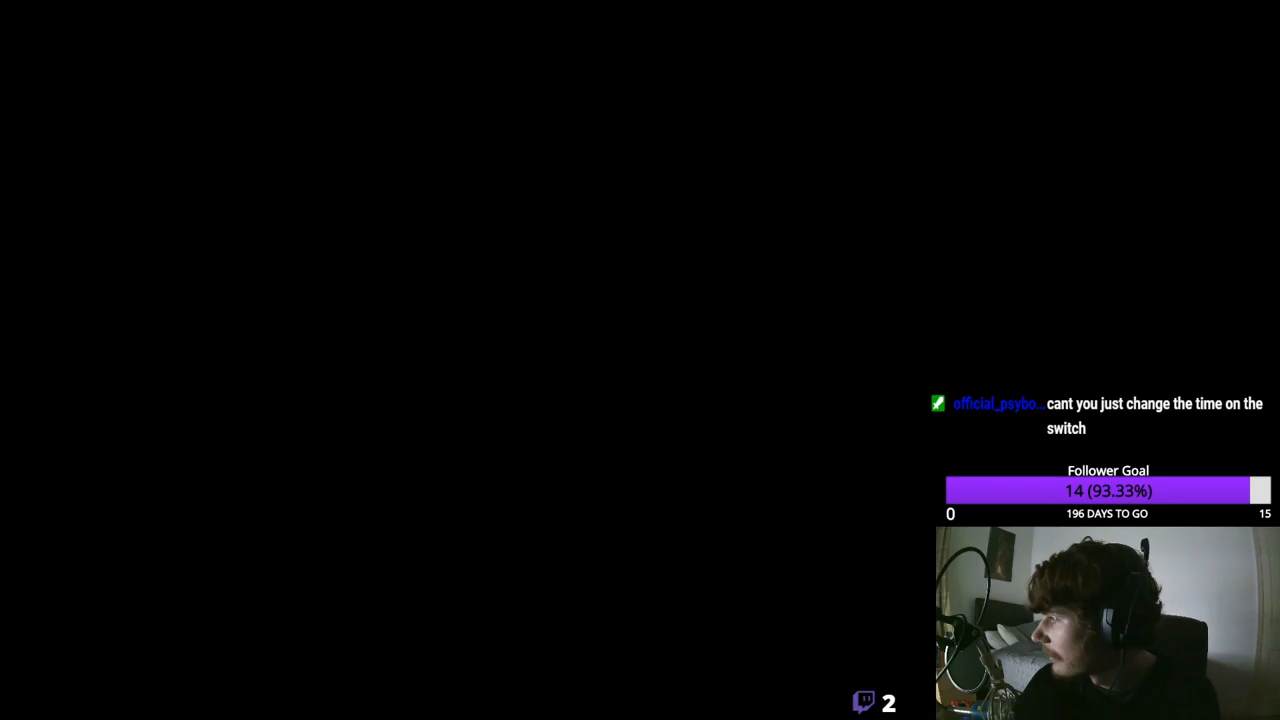 official_psybo... cant you just change the time on the
switch
Follower Goal
14 (93.33%)
0 196 DAYS TO GO 15
2